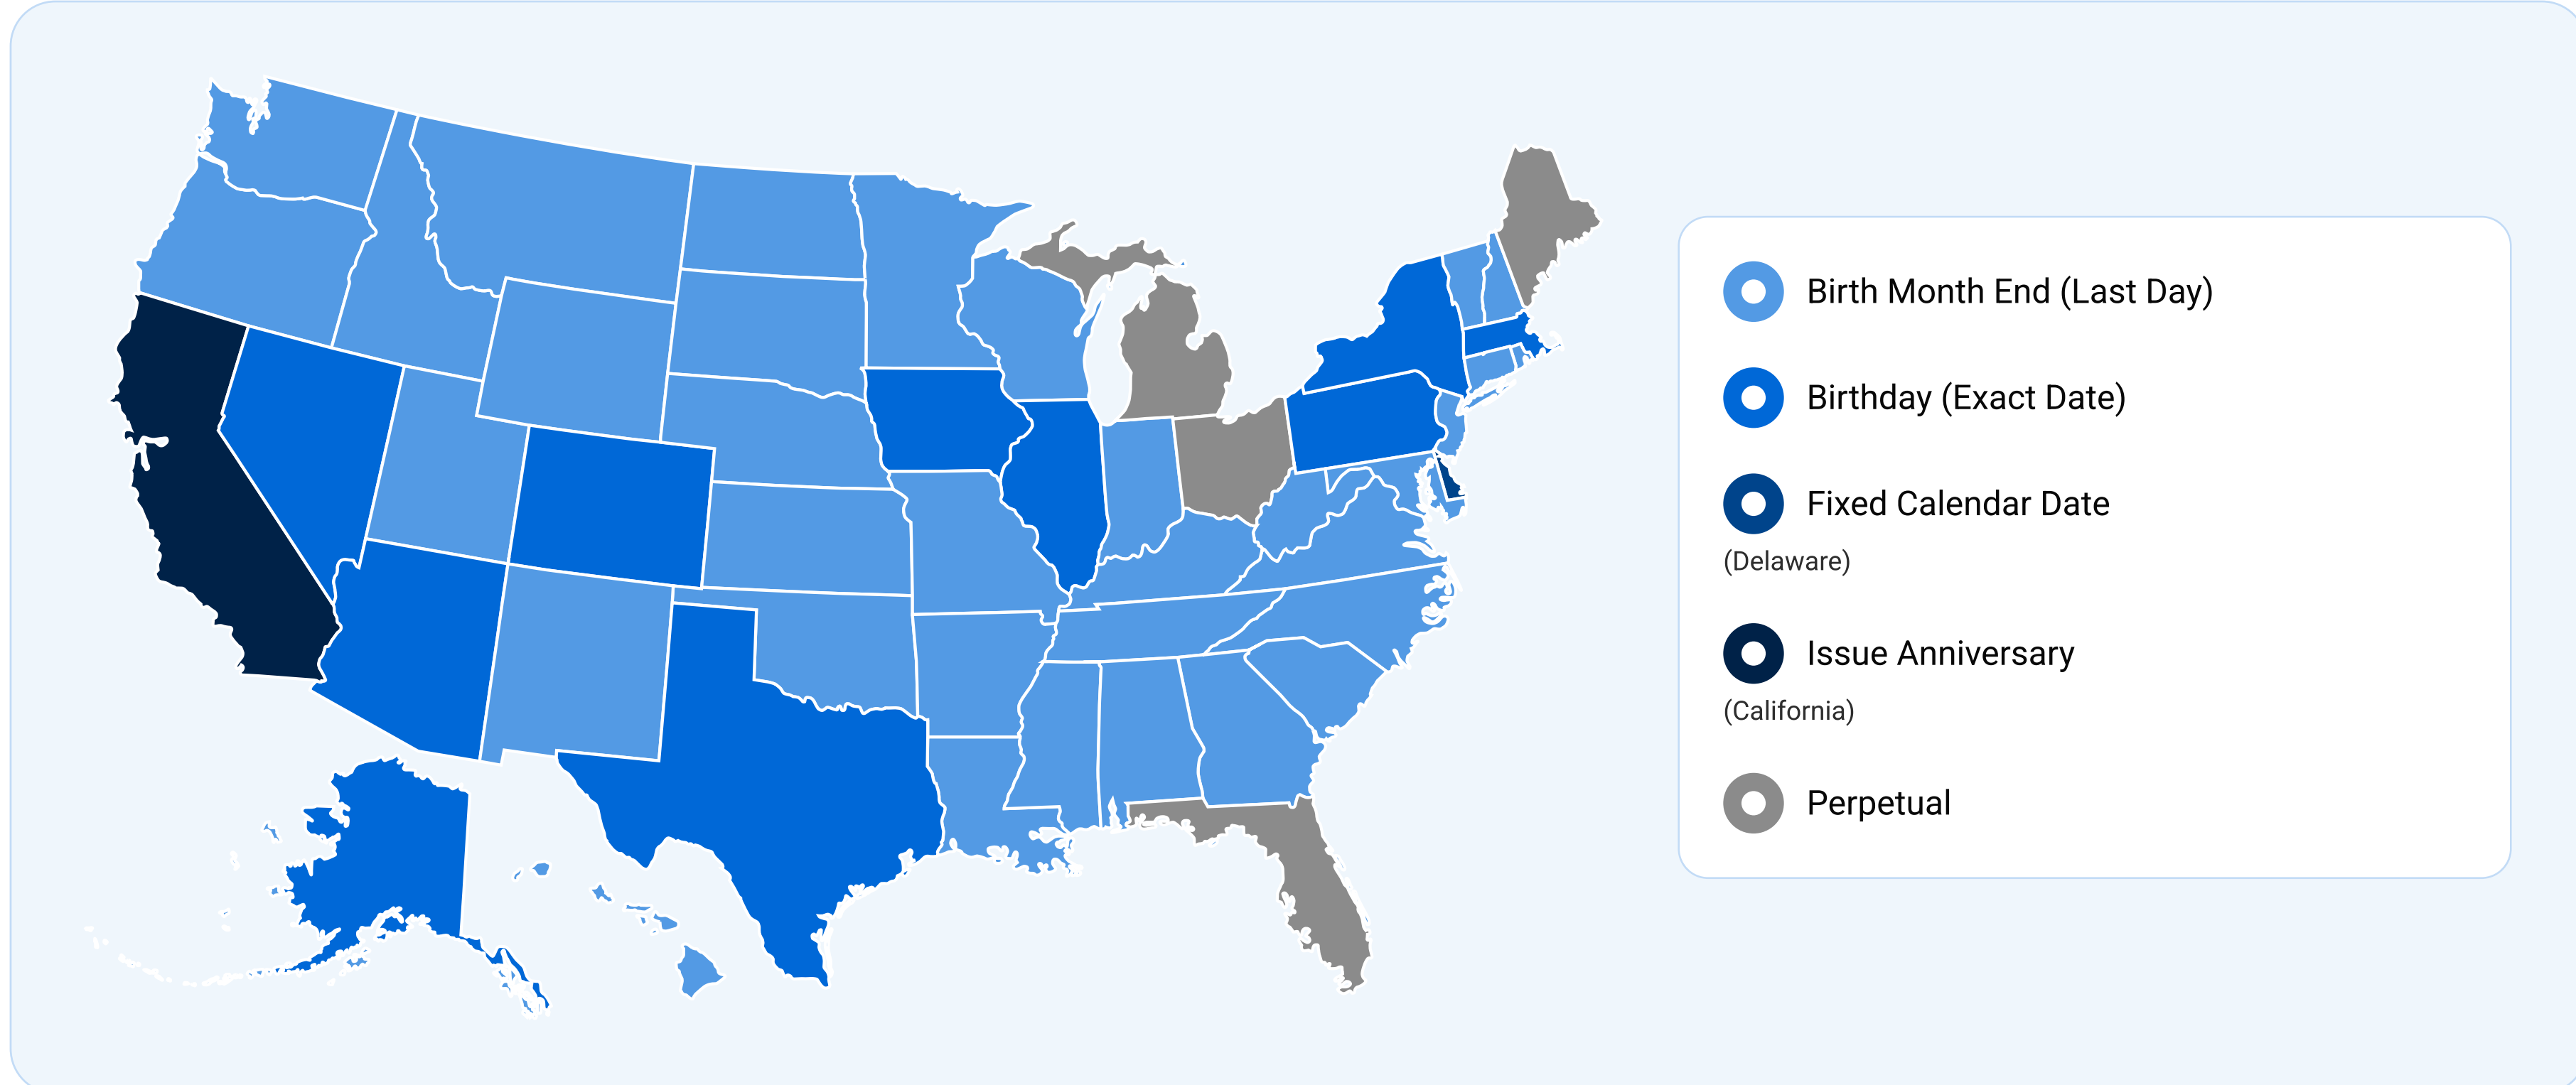 Birth Month End (Last Day)
Birthday (Exact Date)
Fixed Calendar Date
(Delaware)
Issue Anniversary
(California)
Perpetual